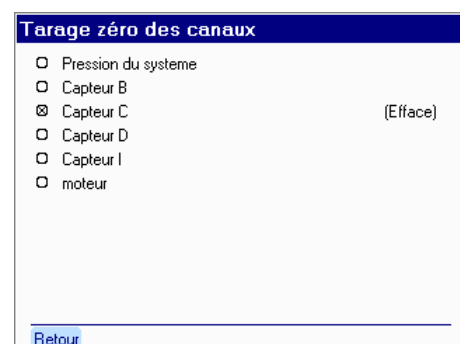 Tarage zéro des canaux
Pression du systeme
Capteur B
Capteur C (Efface)
Capteur D
Capteur I
moteur
Retour